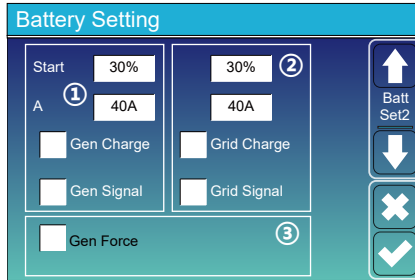 Battery Setting
Start 30% 30% ②
A ① 40A 40A
Gen Charge Grid Charge
Gen Signal Grid Signal
Gen Force ③
Batt
Set2